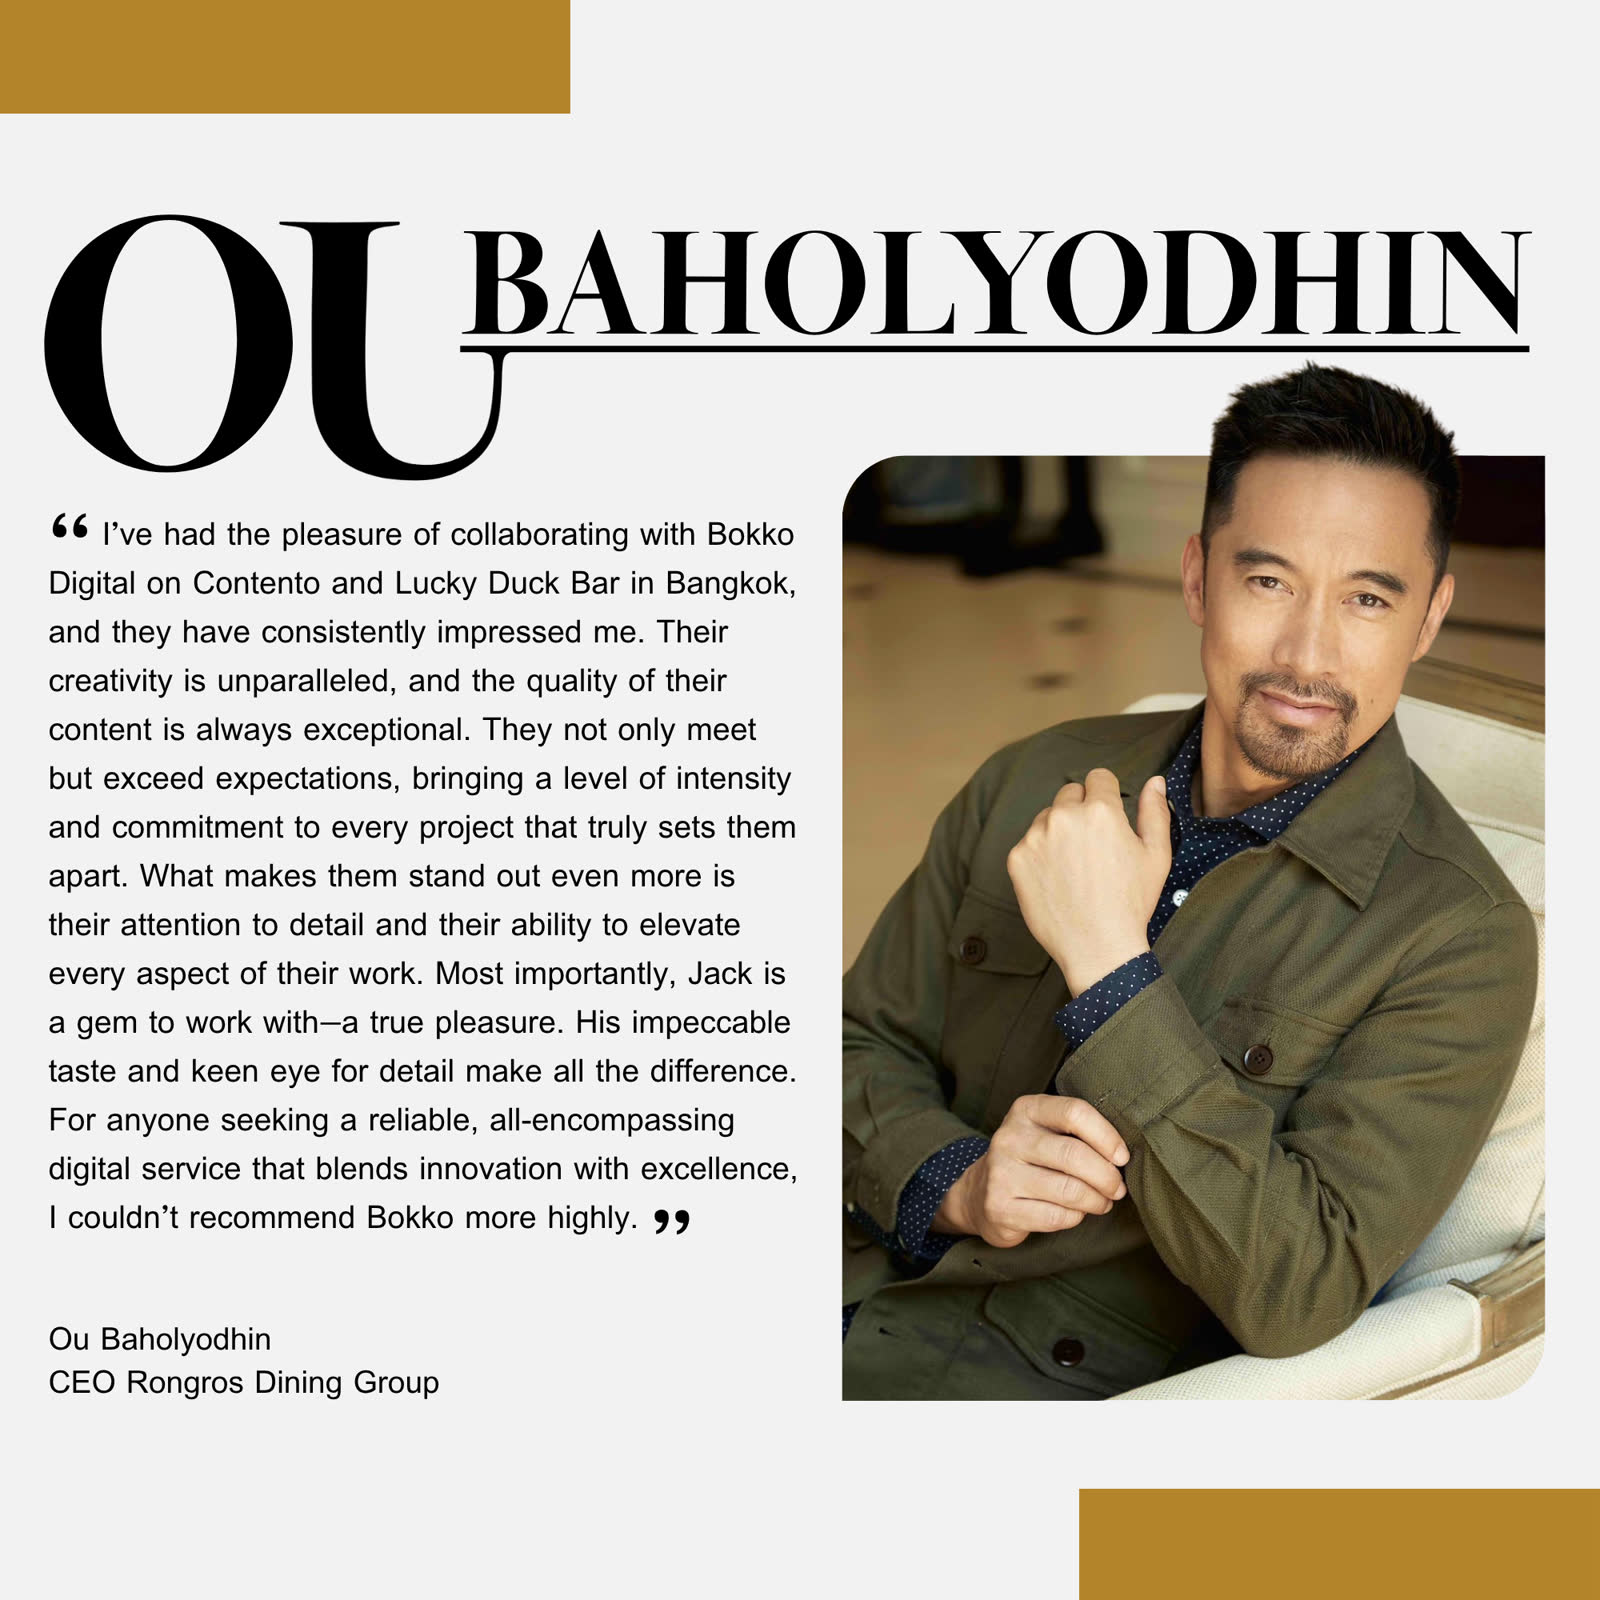 OU BAHOLYODHIN
“ I’ve had the pleasure of collaborating with Bokko
Digital on Contento and Lucky Duck Bar in Bangkok,
and they have consistently impressed me. Their
creativity is unparalleled, and the quality of their
content is always exceptional. They not only meet
but exceed expectations, bringing a level of intensity
and commitment to every project that truly sets them
apart. What makes them stand out even more is
their attention to detail and their ability to elevate
every aspect of their work. Most importantly, Jack is
a gem to work with—a true pleasure. His impeccable
taste and keen eye for detail make all the difference.
For anyone seeking a reliable, all-encompassing
digital service that blends innovation with excellence,
I couldn’t recommend Bokko more highly. ”
Ou Baholyodhin
CEO Rongros Dining Group